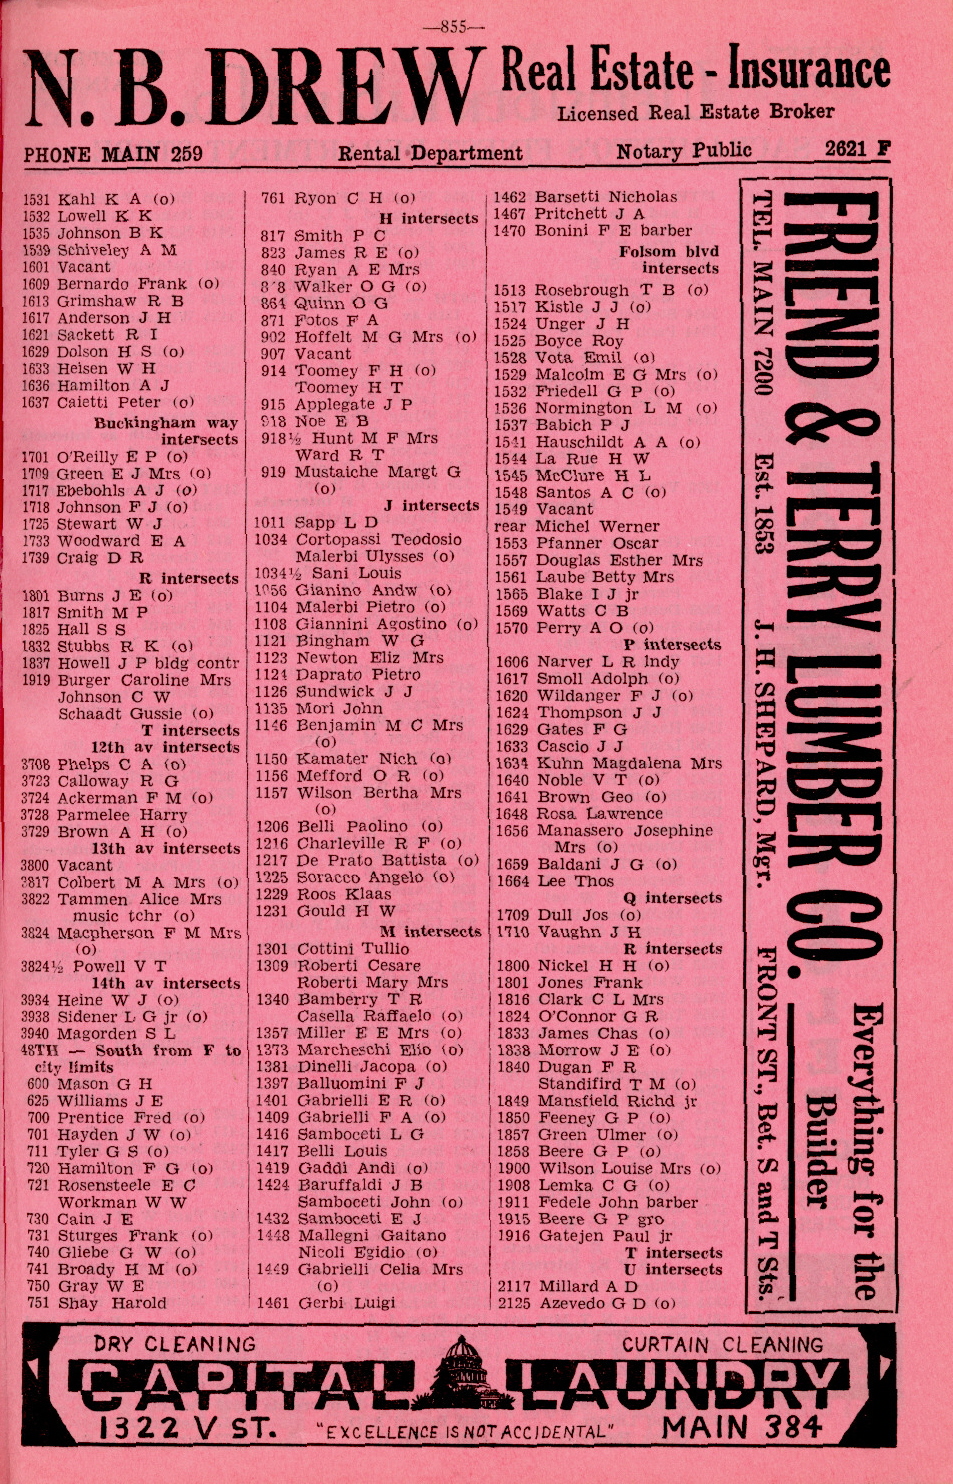 —855—
N. B. DREW Real Estate - Insurance
Licensed Real Estate Broker
PHONE MAIN 259 Rental Department Notary Public 2621 F
1531 Kahl K A (o)
1532 Lowell K K
1535 Johnson B K
1539 Schiveley A M
1601 Vacant
1609 Bernardo Frank (o)
1613 Grimshaw R B
1617 Anderson J H
1621 Sackett R I
1629 Dolson H S (o)
1633 Heisen W H
1636 Hamilton A J
1637 Caietti Peter (o)
Buckingham way
intersects
1701 O'Reilly E P (o)
1709 Green E J Mrs (o)
1717 Ebebohls A J (o)
1718 Johnson F J (o)
1725 Stewart W J
1733 Woodward E A
1739 Craig D R
R intersects
1801 Burns J E (o)
1817 Smith M P
1825 Hall S S
1832 Stubbs R K (o)
1837 Howell J P bldg contr
1919 Burger Caroline Mrs
Johnson C W
Schaadt Gussie (o)
T intersects
12th av intersects
3708 Phelps C A (o)
3723 Calloway R G
3724 Ackerman F M (o)
3728 Parmelee Harry
3729 Brown A H (o)
13th av intersects
3800 Vacant
3817 Colbert M A Mrs (o)
3822 Tammen Alice Mrs
music tchr (o)
3824 Macpherson F M Mrs
(o)
3824½ Powell V T
14th av intersects
3934 Heine W J (o)
3938 Sidener L G jr (o)
3940 Magorden S L
48TH — South from F to
city limits
600 Mason G H
625 Williams J E
700 Prentice Fred (o)
701 Hayden J W (o)
711 Tyler G S (o)
720 Hamilton F G (o)
721 Rosensteele E C
Workman W W
730 Cain J E
731 Sturges Frank (o)
740 Gliebe G W (o)
741 Broady H M (o)
750 Gray W E
751 Shay Harold
761 Ryon C H (o)
H intersects
817 Smith P C
823 James R E (o)
840 Ryan A E Mrs
Walker O G (o)
864 Quinn O G
871 Fotos F A
902 Hoffelt M G Mrs (o)
907 Vacant
914 Toomey F H (o)
Toomey H T
915 Applegate J P
918 Noe E B
918½ Hunt M F Mrs
Ward R T
919 Mustaiche Margt G
(o)
J intersects
1011 Sapp L D
1034 Cortopassi Teodosio
Malerbi Ulysses (o)
1034½ Sani Louis
1056 Gianino Andw (o)
1104 Malerbi Pietro (o)
1108 Giannini Agostino (o)
1121 Bingham W G
1123 Newton Eliz Mrs
1124 Daprato Pietro
1126 Sundwick J J
1135 Mori John
1146 Benjamin M C Mrs
(o)
1150 Kamater Nich (o)
1156 Mefford O R (o)
1157 Wilson Bertha Mrs
(o)
1206 Belli Paolino (o)
1216 Charleville R F (o)
1217 De Prato Battista (o)
1225 Soracco Angelo (o)
1229 Roos Klaas
1231 Gould H W
M intersects
1301 Cottini Tullio
1309 Roberti Cesare
Roberti Mary Mrs
1340 Bamberry T R
Casella Raffaelo (o)
1357 Miller E E Mrs (o)
1373 Marcheschi Elio (o)
1381 Dinelli Jacopa (o)
1397 Balluomini F J
1401 Gabrielli E R (o)
1409 Gabrielli F A (o)
1416 Samboceti L G
1417 Belli Louis
1419 Gaddi Andi (o)
1424 Baruffaldi J B
Samboceti John (o)
1432 Samboceti E J
1448 Mallegni Gaitano
Nicoli Egidio (o)
1449 Gabrielli Celia Mrs
(o)
1461 Gerbi Luigi
1462 Barsetti Nicholas
1467 Pritchett J A
1470 Bonini F E barber
Folsom blvd
intersects
1513 Rosebrough T B (o)
1517 Kistle J J (o)
1524 Unger J H
1525 Boyce Roy
1528 Vota Emil (o)
1529 Malcolm E G Mrs (o)
1532 Friedell G P (o)
1536 Normington L M (o)
1537 Babich P J
1541 Hauschildt A A (o)
1544 La Rue H W
1545 McClure H L
1548 Santos A C (o)
1549 Vacant
rear Michel Werner
1553 Pfanner Oscar
1557 Douglas Esther Mrs
1561 Laube Betty Mrs
1565 Blake I J jr
1569 Watts C B
1570 Perry A O (o)
P intersects
1606 Narver L R lndy
1617 Smoll Adolph (o)
1620 Wildanger F J (o)
1624 Thompson J J
1629 Gates F G
1633 Cascio J J
1634 Kuhn Magdalena Mrs
1640 Noble V T (o)
1641 Brown Geo (o)
1648 Rosa Lawrence
1656 Manassero Josephine
Mrs (o)
1659 Baldani J G (o)
1664 Lee Thos
Q intersects
1709 Dull Jos (o)
1710 Vaughn J H
R intersects
1800 Nickel H H (o)
1801 Jones Frank
1816 Clark C L Mrs
1824 O'Connor G R
1833 James Chas (o)
1838 Morrow J E (o)
1840 Dugan F R
Standifird T M (o)
1849 Mansfield Richd jr
1850 Feeney G P (o)
1857 Green Ulmer (o)
1858 Beere G P (o)
1900 Wilson Louise Mrs (o)
1908 Lemka C G (o)
1911 Fedele John barber
1915 Beere G P gro
1916 Gatejen Paul jr
T intersects
U intersects
2117 Millard A D
2125 Azevedo G D (o)
FRIEND & TERRY LUMBER CO. Everything for the
Builder
TEL. MAIN 7200 Est. 1853 J. H. SHEPARD, Mgr. FRONT ST., Bet. S and T Sts.
DRY CLEANING CURTAIN CLEANING
CAPITAL LAUNDRY
1322 V ST. "EXCELLENCE IS NOT ACCIDENTAL" MAIN 384